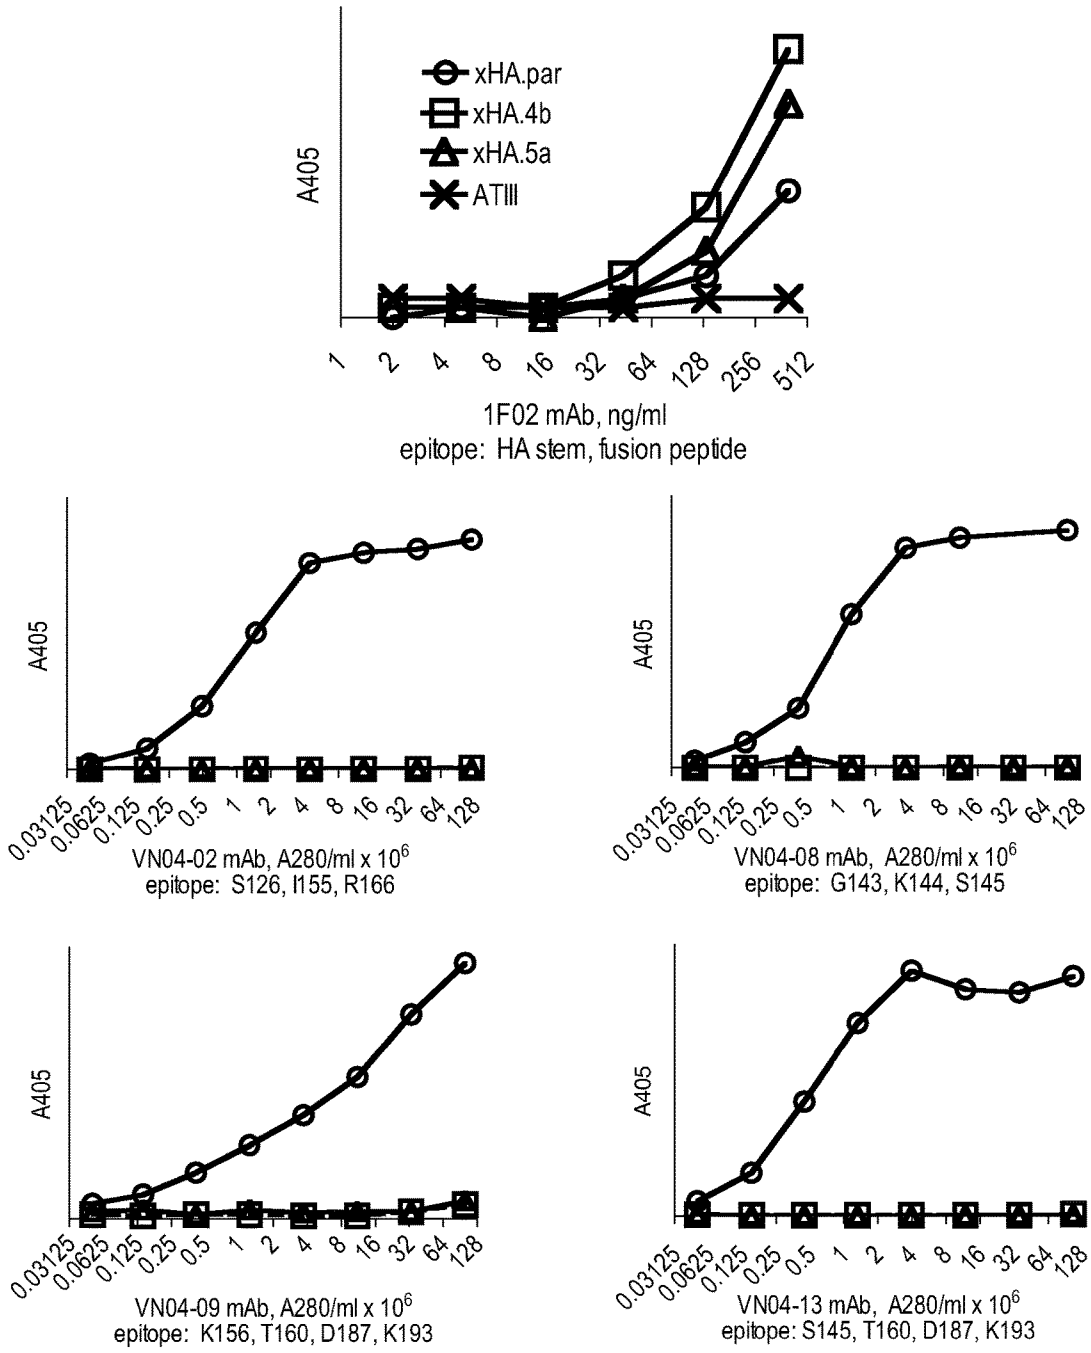 xHA.par
xHA.4b
xHA.5a
ATIII
A405
1 2 4 8 16 32 64 128 256 512
1F02 mAb, ng/ml
epitope: HA stem, fusion peptide
A405
0.03125 0.0625 0.125 0.25 0.5 1 2 4 8 16 32 64 128
VN04-02 mAb, A280/ml x 10⁶
epitope: S126, I155, R166
A405
0.03125 0.0625 0.125 0.25 0.5 1 2 4 8 16 32 64 128
VN04-08 mAb, A280/ml x 10⁶
epitope: G143, K144, S145
A405
0.03125 0.0625 0.125 0.25 0.5 1 2 4 8 16 32 64 128
VN04-09 mAb, A280/ml x 10⁶
epitope: K156, T160, D187, K193
A405
0.03125 0.0625 0.125 0.25 0.5 1 2 4 8 16 32 64 128
VN04-13 mAb, A280/ml x 10⁶
epitope: S145, T160, D187, K193